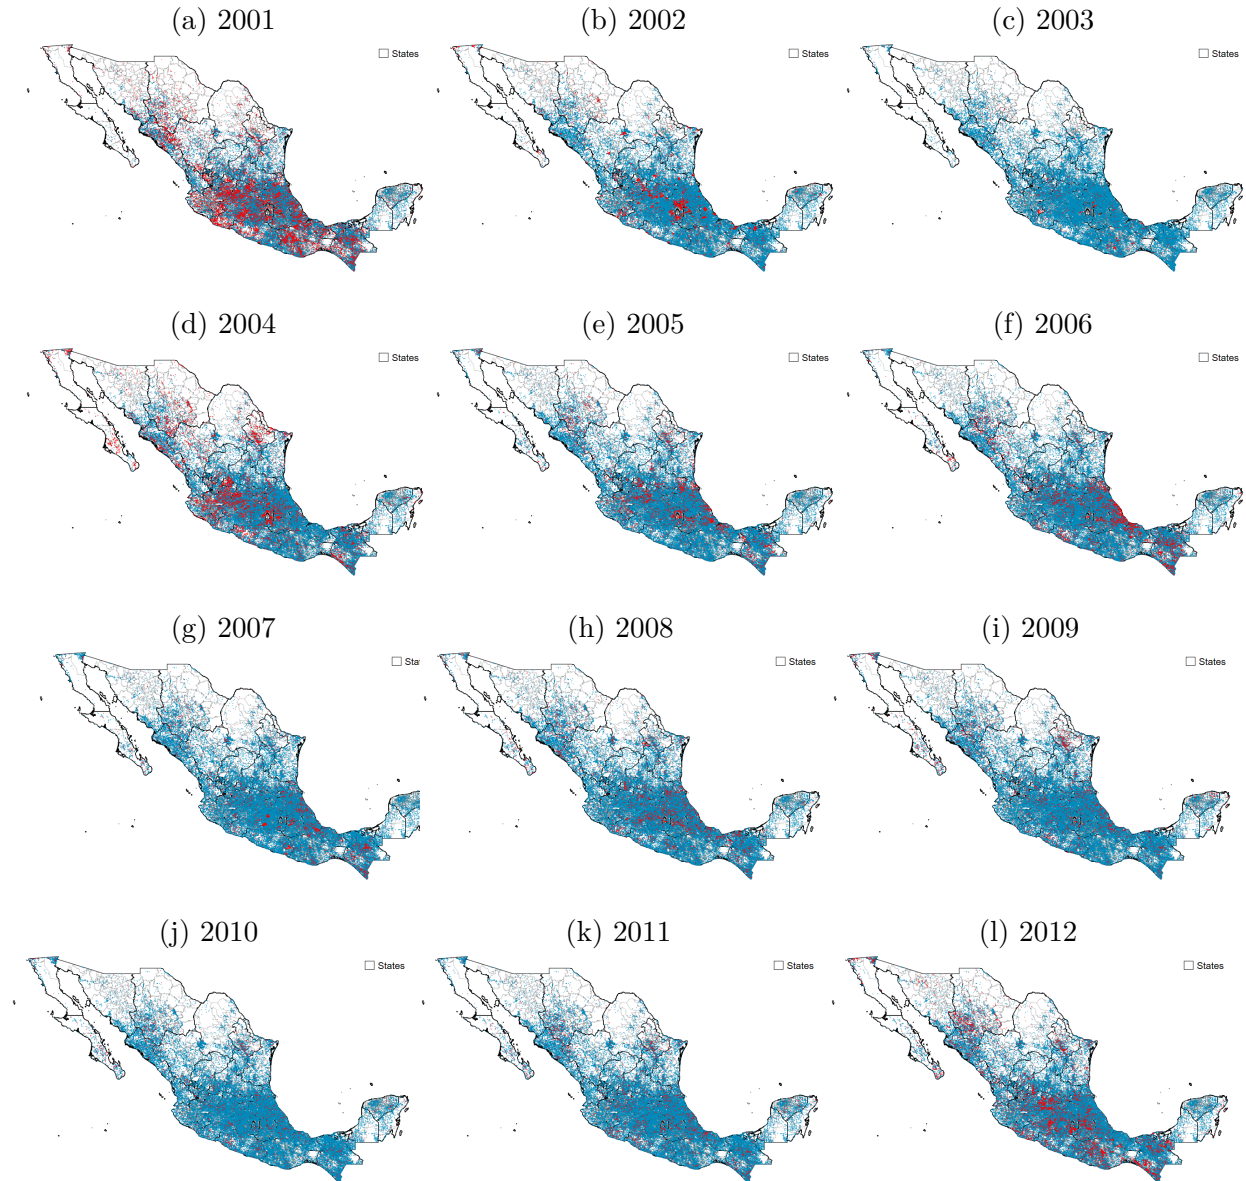 (a) 2001
(b) 2002
(c) 2003
States
States
States
(d) 2004
(e) 2005
(f) 2006
States
States
States
(g) 2007
(h) 2008
(i) 2009
Sta
States
States
(j) 2010
(k) 2011
(l) 2012
States
States
States